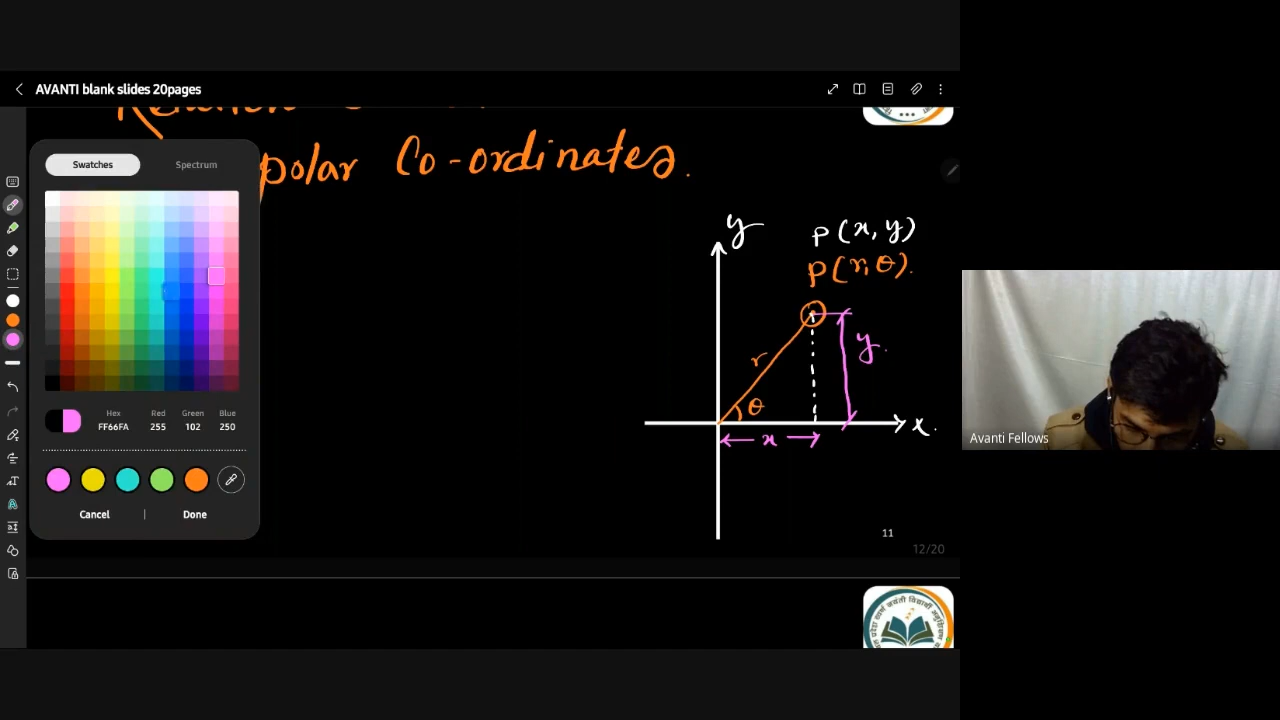 AVANTI blank slides 20pages
polar Co-ordinates.
Swatches
Spectrum
Hex Red Green Blue
FF66FA 255 102 250
Cancel | Done
y
P(x, y)
P(r, θ).
r
θ
y.
x
x.
11
12/20
Avanti Fellows